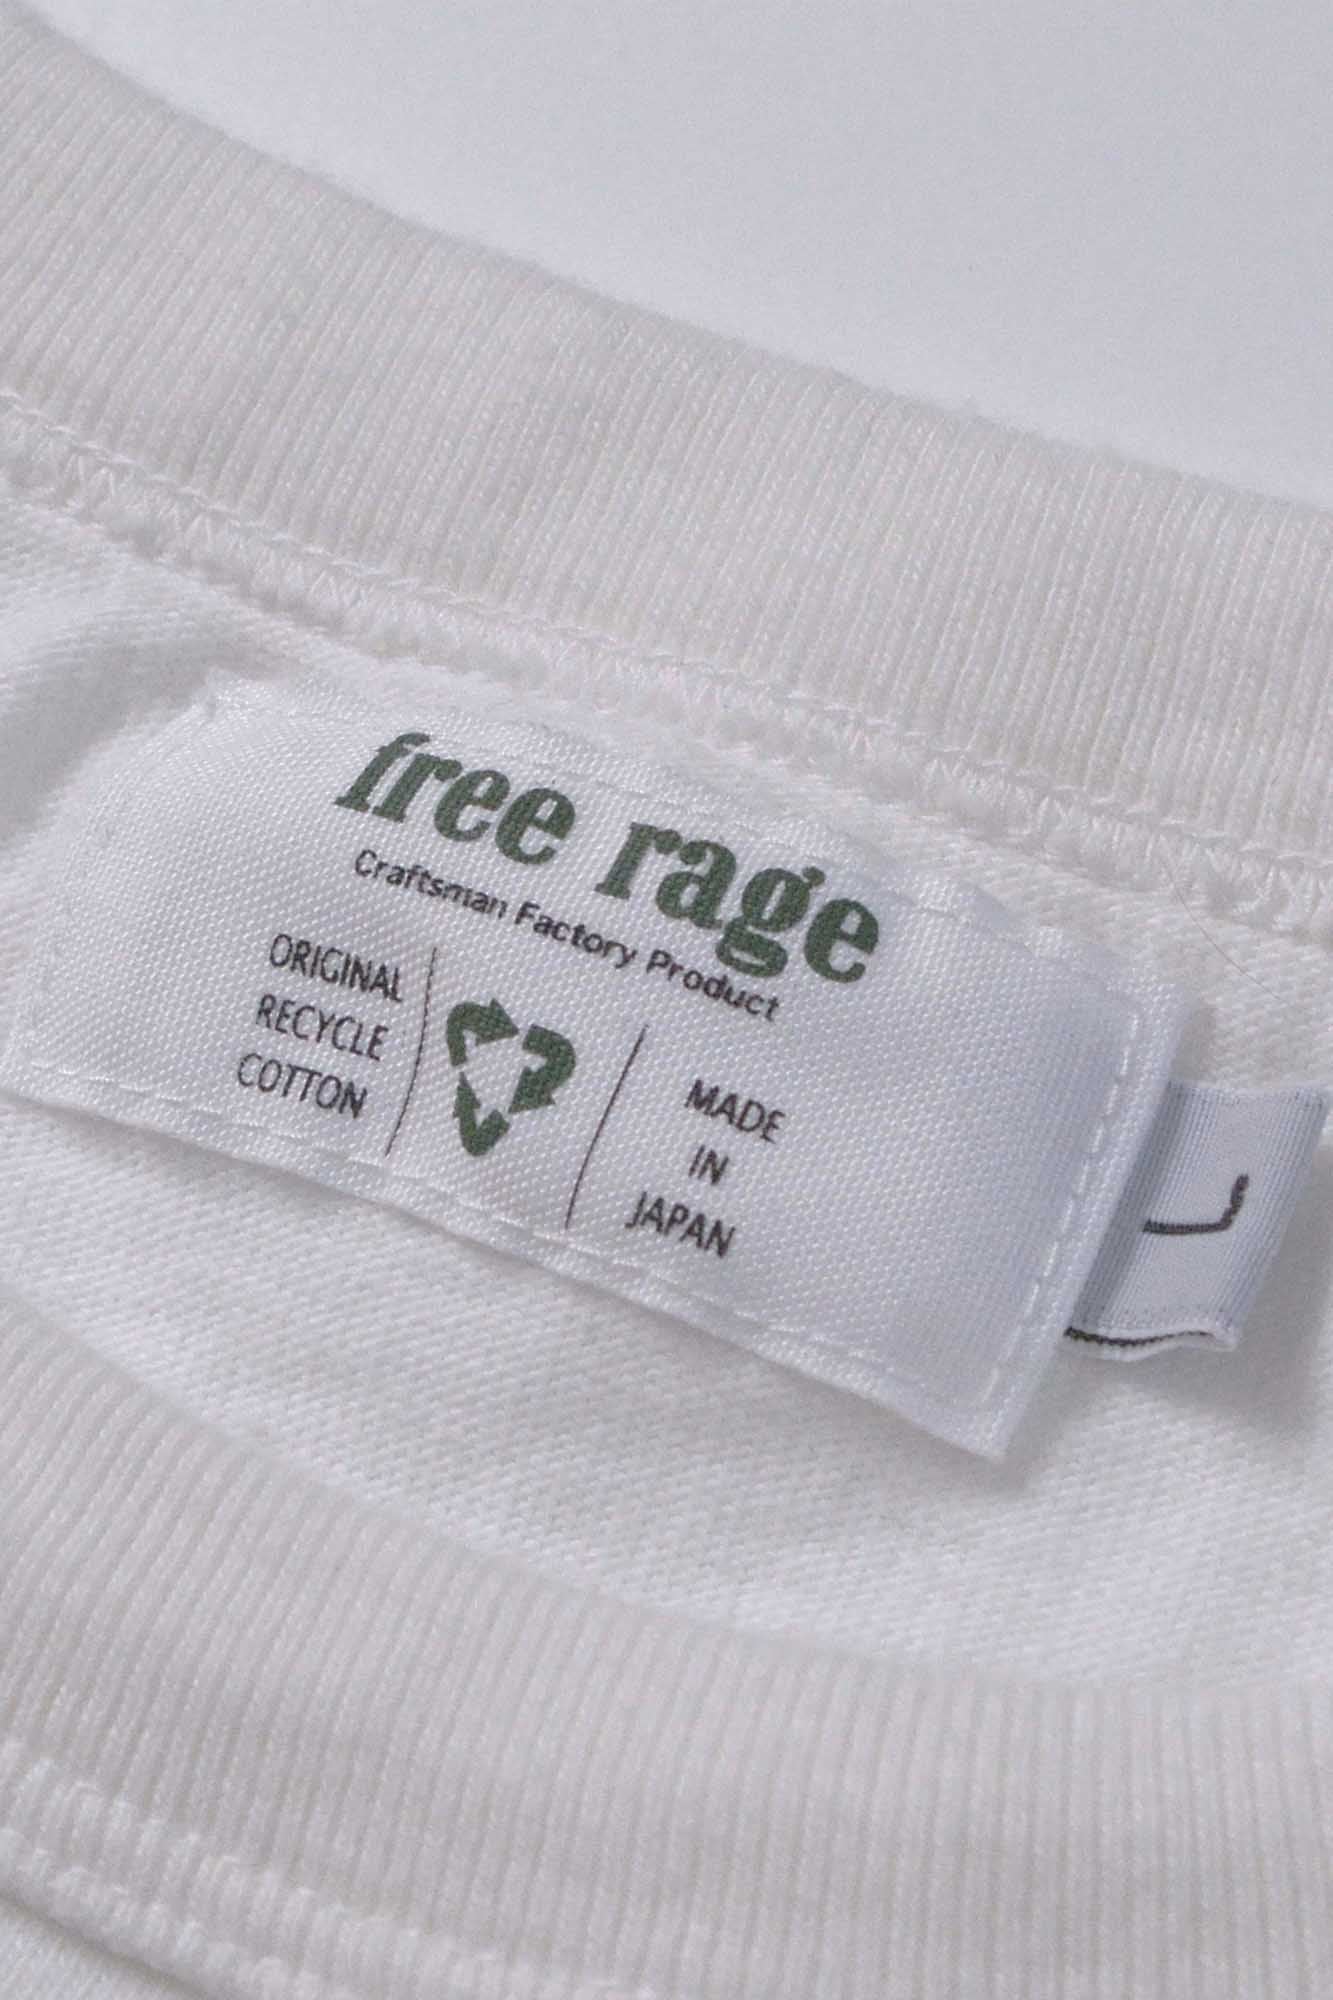 free rage
Craftsman Factory Product
ORIGINAL
RECYCLE
COTTON
MADE
IN
JAPAN
L